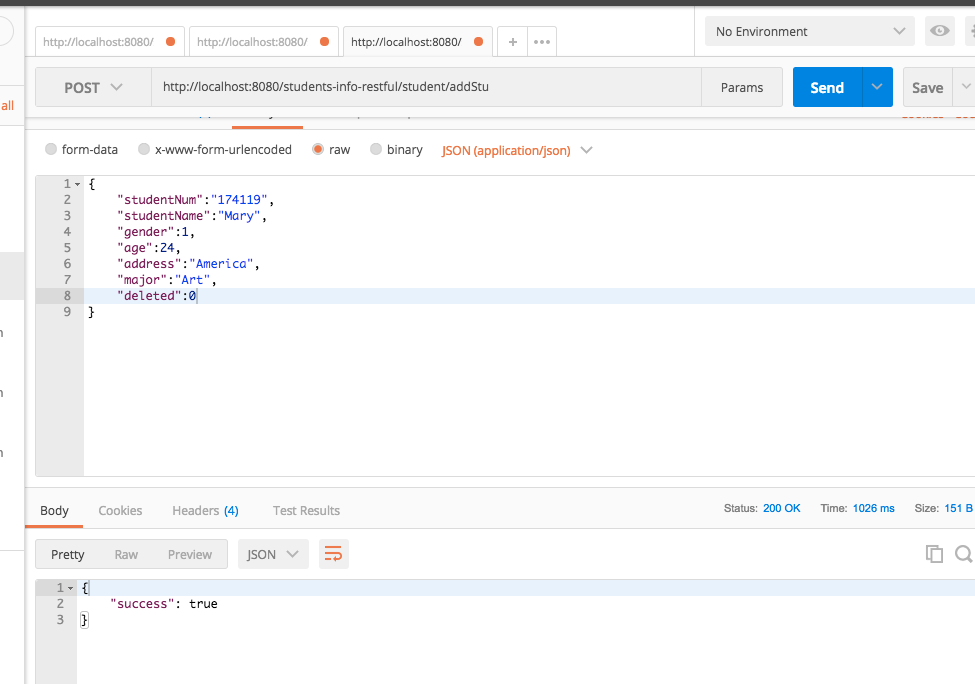 http://localhost:8080/ http://localhost:8080/ http://localhost:8080/ + ••• No Environment
all
POST http://localhost:8080/students-info-restful/student/addStu Params Send Save
form-data x-www-form-urlencoded raw binary JSON (application/json)
1 {
2 "studentNum":"174119",
3 "studentName":"Mary",
4 "gender":1,
5 "age":24,
6 "address":"America",
7 "major":"Art",
8 "deleted":0
9 }
Body Cookies Headers (4) Test Results Status: 200 OK Time: 1026 ms Size: 151 B
Pretty Raw Preview JSON
1 {
2 "success": true
3 }